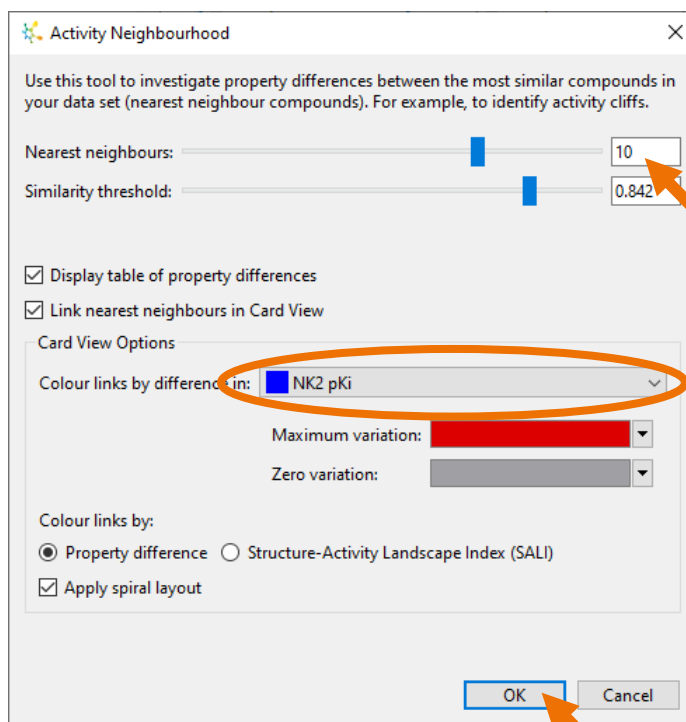 Activity Neighbourhood
Use this tool to investigate property differences between the most similar compounds in
your data set (nearest neighbour compounds). For example, to identify activity cliffs.
Nearest neighbours: 10
Similarity threshold: 0.842
Display table of property differences
Link nearest neighbours in Card View
Card View Options
Colour links by difference in: NK2 pKi
Maximum variation:
Zero variation:
Colour links by:
Property difference Structure-Activity Landscape Index (SALI)
Apply spiral layout
OK Cancel